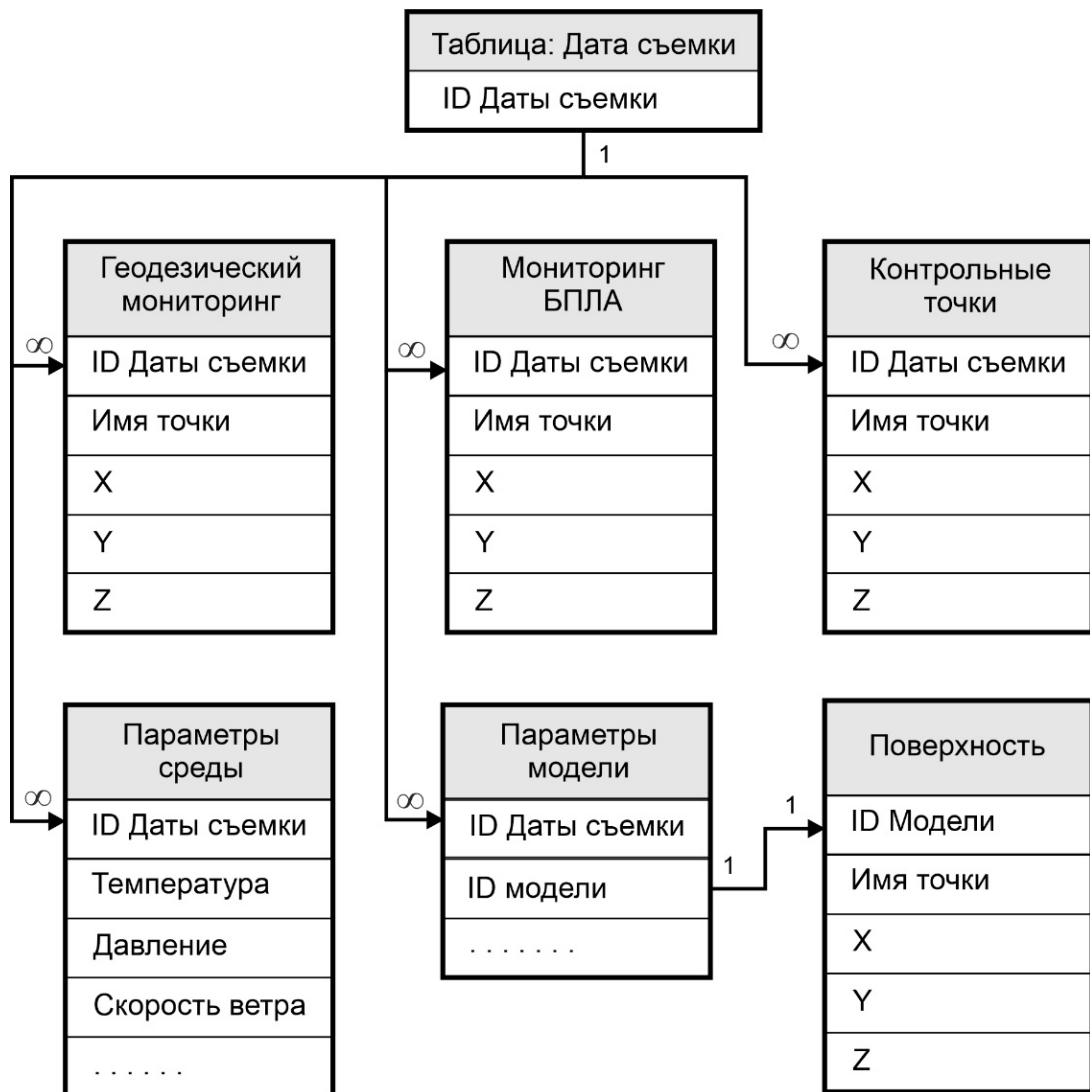 Таблица: Дата съемки
ID Даты съемки
1
Геодезический
мониторинг
∞
ID Даты съемки
Имя точки
X
Y
Z
Мониторинг
БПЛА
∞
ID Даты съемки
Имя точки
X
Y
Z
Контрольные
точки
∞
ID Даты съемки
Имя точки
X
Y
Z
Параметры
среды
∞
ID Даты съемки
Температура
Давление
Скорость ветра
. . . . . .
Параметры
модели
∞
ID Даты съемки
ID модели
. . . . . . .
1
1
Поверхность
ID Модели
Имя точки
X
Y
Z